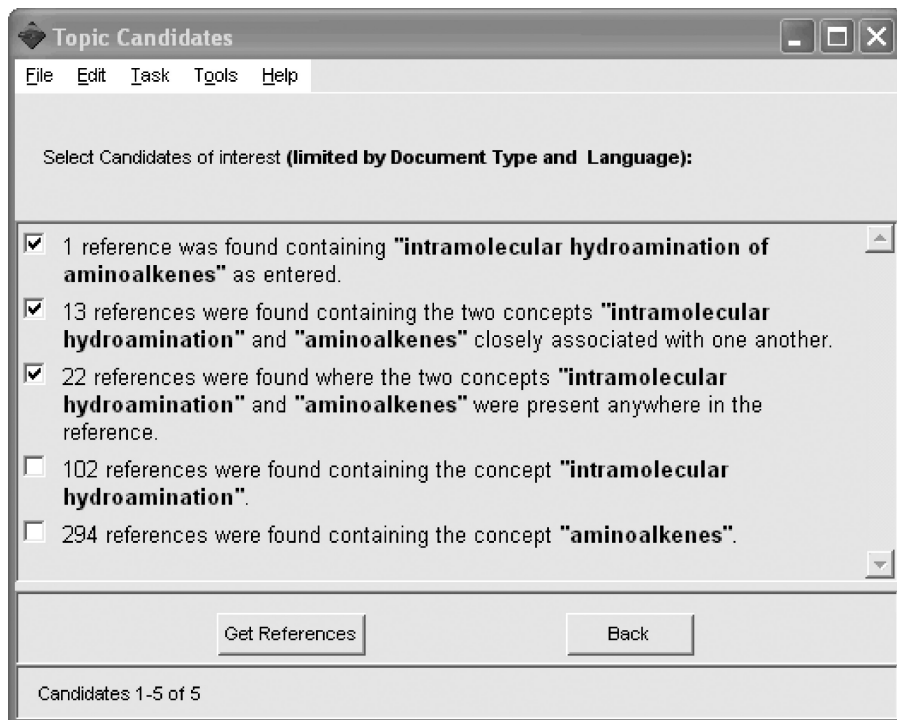 Topic Candidates
File Edit Task Tools Help
Select Candidates of interest (limited by Document Type and Language):
1 reference was found containing "intramolecular hydroamination of
aminoalkenes" as entered.
13 references were found containing the two concepts "intramolecular
hydroamination" and "aminoalkenes" closely associated with one another.
22 references were found where the two concepts "intramolecular
hydroamination" and "aminoalkenes" were present anywhere in the
reference.
102 references were found containing the concept "intramolecular
hydroamination".
294 references were found containing the concept "aminoalkenes".
Get References Back
Candidates 1-5 of 5